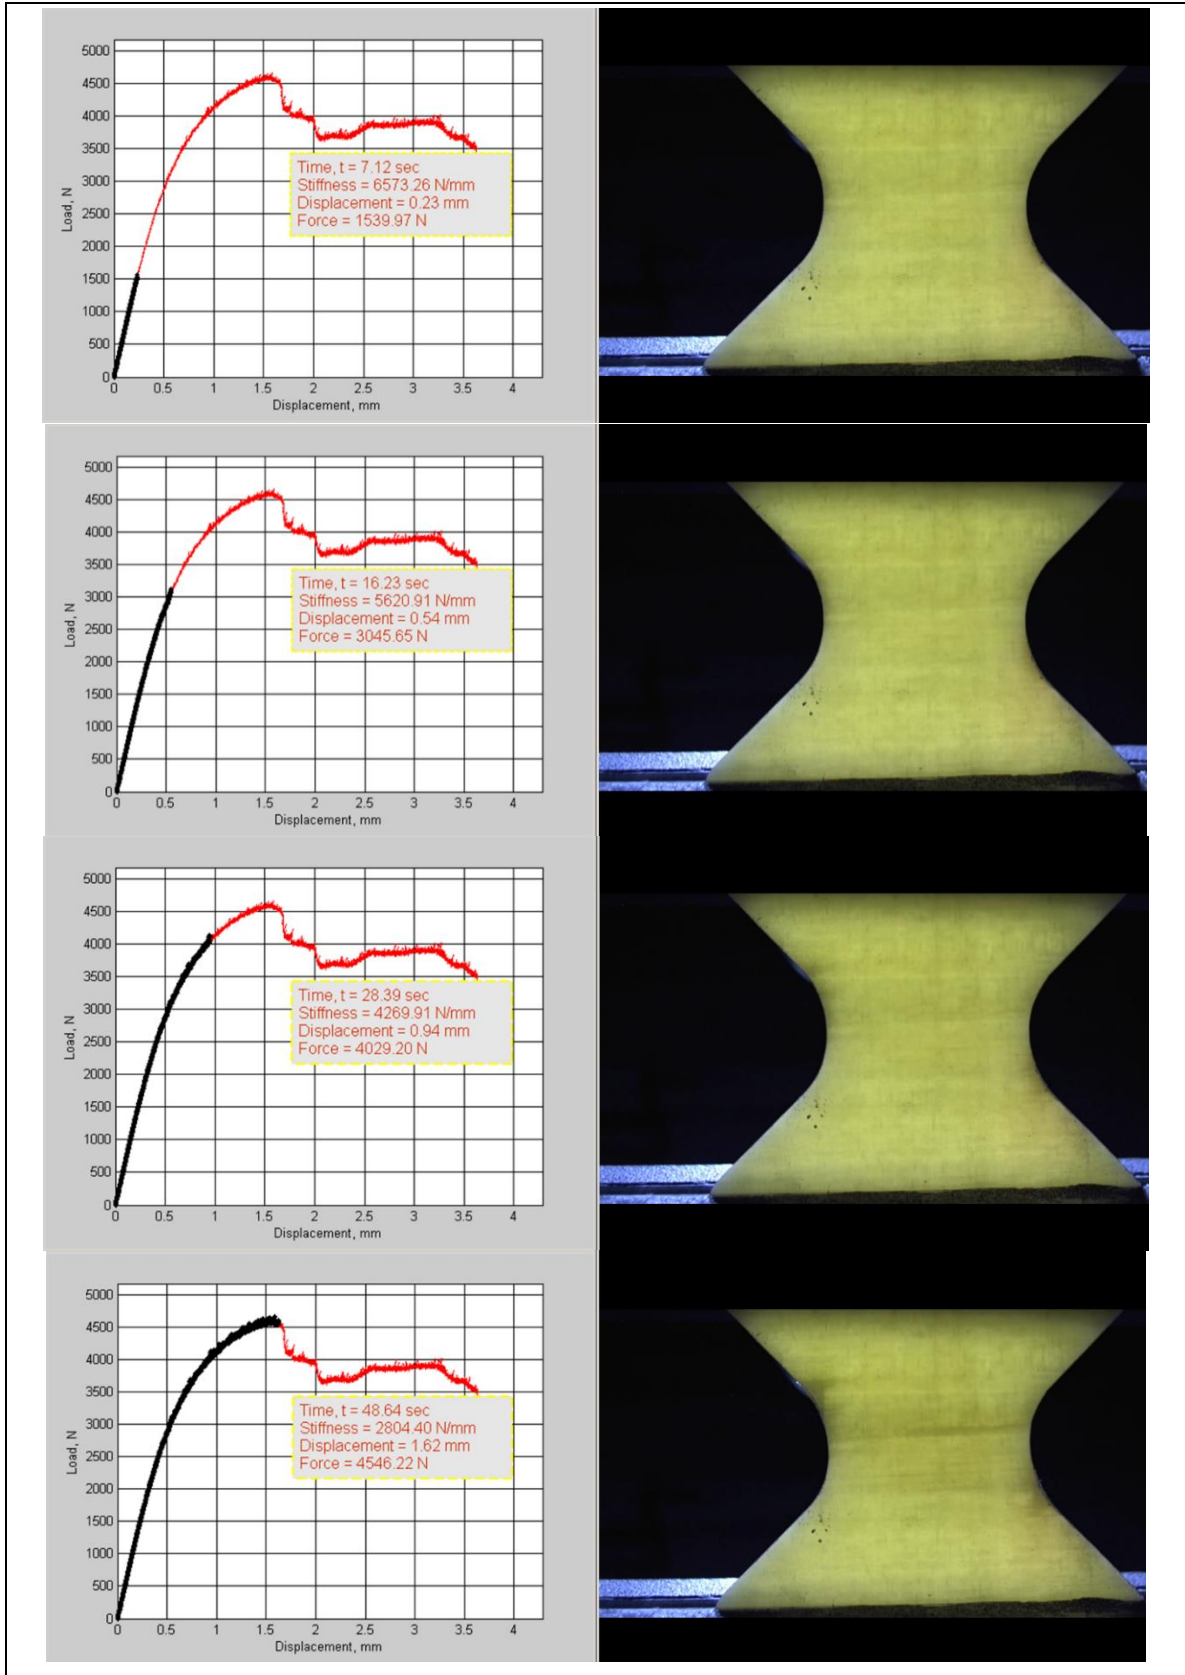 5000
4500
4000
3500
3000
2500
2000
1500
1000
500
0
Load, N
Time, t = 7.12 sec
Stiffness = 6573.26 N/mm
Displacement = 0.23 mm
Force = 1539.97 N
0 0.5 1 1.5 2 2.5 3 3.5 4
Displacement, mm
5000
4500
4000
3500
3000
2500
2000
1500
1000
500
0
Load, N
Time, t = 16.23 sec
Stiffness = 5620.91 N/mm
Displacement = 0.54 mm
Force = 3045.65 N
0 0.5 1 1.5 2 2.5 3 3.5 4
Displacement, mm
5000
4500
4000
3500
3000
2500
2000
1500
1000
500
0
Load, N
Time, t = 28.39 sec
Stiffness = 4269.91 N/mm
Displacement = 0.94 mm
Force = 4029.20 N
0 0.5 1 1.5 2 2.5 3 3.5 4
Displacement, mm
5000
4500
4000
3500
3000
2500
2000
1500
1000
500
0
Load, N
Time, t = 48.64 sec
Stiffness = 2804.40 N/mm
Displacement = 1.62 mm
Force = 4546.22 N
0 0.5 1 1.5 2 2.5 3 3.5 4
Displacement, mm